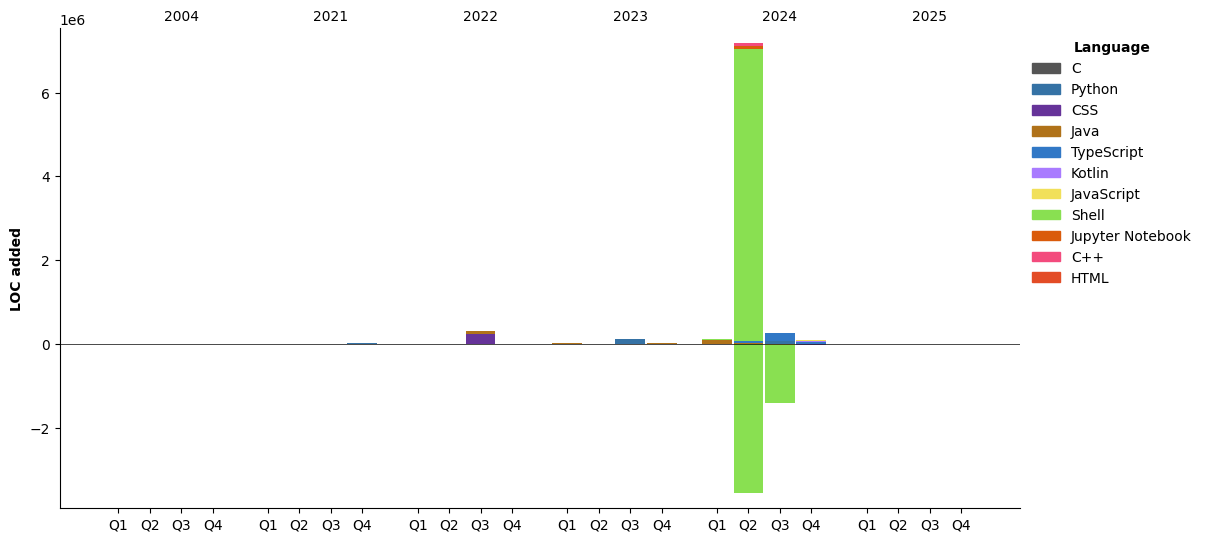 1e6
2004 2021 2022 2023 2024 2025
Language
C
Python
CSS
Java
TypeScript
Kotlin
JavaScript
Shell
Jupyter Notebook
C++
HTML
LOC added
6
4
2
0
−2
Q1 Q2 Q3 Q4 Q1 Q2 Q3 Q4 Q1 Q2 Q3 Q4 Q1 Q2 Q3 Q4 Q1 Q2 Q3 Q4 Q1 Q2 Q3 Q4